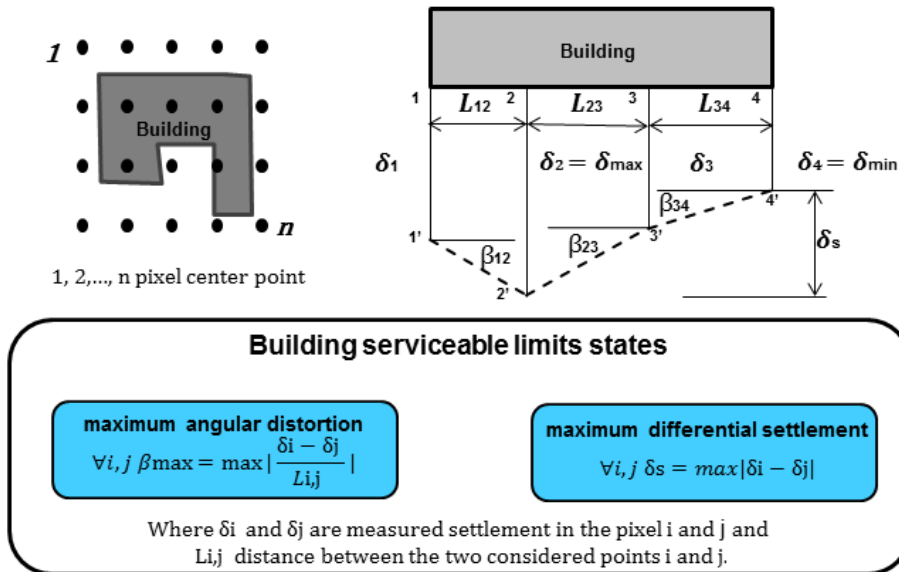 1
Building
n
1, 2,..., n pixel center point
Building
1 2 3 4
L12 L23 L34
δ1 δ2 = δmax δ3 δ4 = δmin
1' β12 2' β23 3' β34 4' δs
Building serviceable limits states
maximum angular distortion
∀i, j βmax = max | (δi − δj) / Li,j |
maximum differential settlement
∀i, j δs = max|δi − δj|
Where δi and δj are measured settlement in the pixel i and j and
Li,j distance between the two considered points i and j.